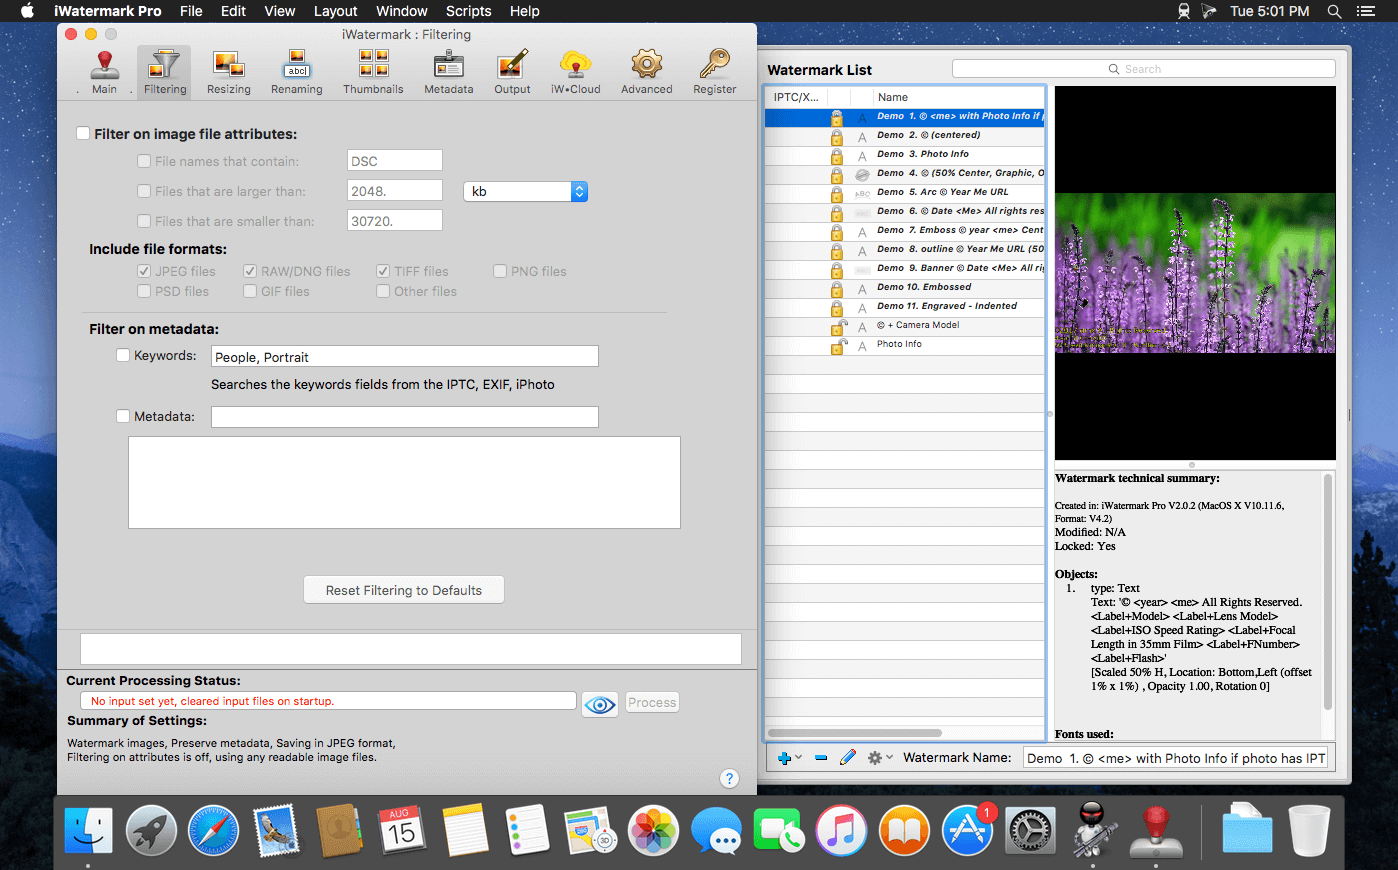 iWatermark Pro File Edit View Layout Window Scripts Help Tue 5:01 PM
iWatermark : Filtering
Main Filtering Resizing Renaming Thumbnails Metadata Output iW•Cloud Advanced Register
abc
Filter on image file attributes:
File names that contain: DSC
Files that are larger than: 2048. kb
Files that are smaller than: 30720.
Include file formats:
JPEG files RAW/DNG files TIFF files PNG files
PSD files GIF files Other files
Filter on metadata:
Keywords: People, Portrait
Searches the keywords fields from the IPTC, EXIF, iPhoto
Metadata:
Reset Filtering to Defaults
Current Processing Status:
No input set yet, cleared input files on startup.
Process
Summary of Settings:
Watermark images, Preserve metadata, Saving in JPEG format,
Filtering on attributes is off, using any readable image files.
?
Watermark List
Search
IPTC/X... Name
A Demo 1. © <me> with Photo Info if
A Demo 2. © (centered)
A Demo 3. Photo Info
Demo 4. © (50% Center, Graphic, O
ABC Demo 5. Arc © Year Me URL
Demo 6. © Date <Me> All rights res
A Demo 7. Emboss © year <me> Cent
A Demo 8. outline © Year Me URL (50
Demo 9. Banner © Date <Me> All rig
A Demo 10. Embossed
A Demo 11. Engraved - Indented
A © + Camera Model
A Photo Info
Watermark technical summary:
Created in: iWatermark Pro V2.0.2 (MacOS X V10.11.6,
Format: V4.2)
Modified: N/A
Locked: Yes
Objects:
1. type: Text
Text: '© <year> <me> All Rights Reserved.
<Label+Model> <Label+Lens Model>
<Label+ISO Speed Rating> <Label+Focal
Length in 35mm Film> <Label+FNumber>
<Label+Flash>'
[Scaled 50% H, Location: Bottom,Left (offset
1% x 1%) , Opacity 1.00, Rotation 0]
Fonts used:
Watermark Name: Demo 1. © <me> with Photo Info if photo has IPT
AUG
15
3D
1